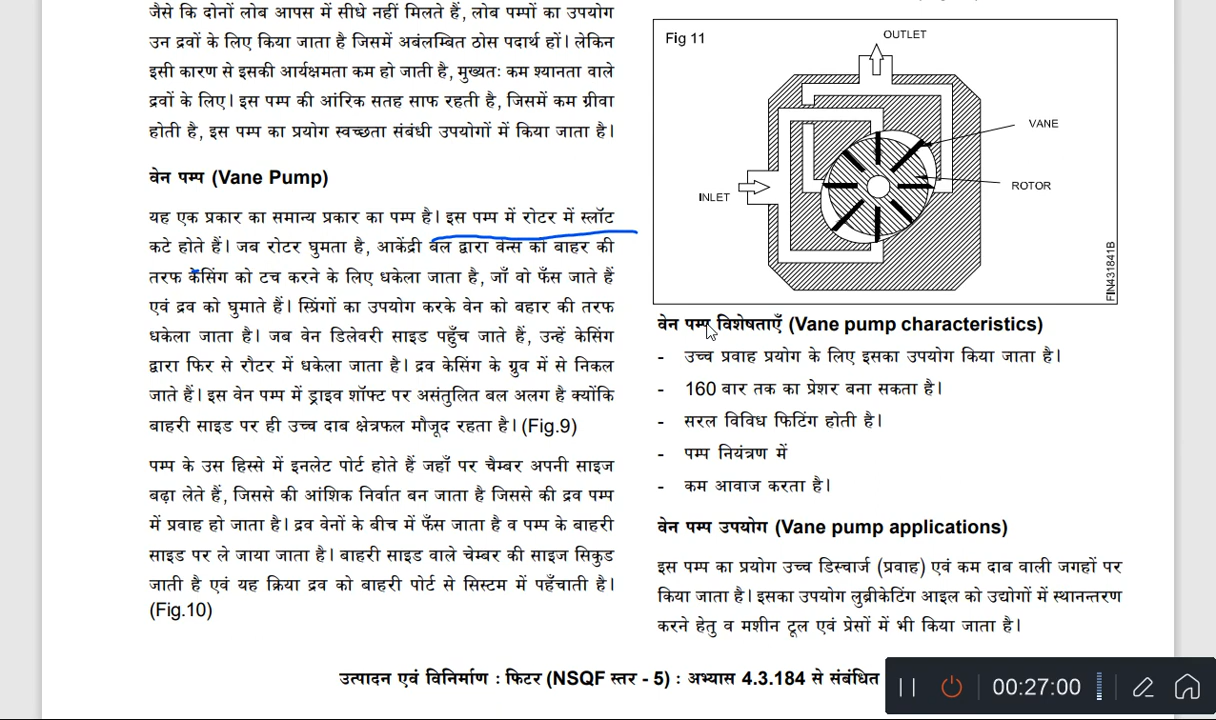 जैसे कि दोनों लोब आपस में सीधे नहीं मिलते हैं, लोब पम्पों का उपयोग
उन द्रवों के लिए किया जाता है जिसमें अबंलम्बित ठोस पदार्थ हों। लेकिन
इसी कारण से इसकी आर्यक्षमता कम हो जाती है, मुख्यतः कम श्यानता वाले
द्रवों के लिए। इस पम्प की आंरिक सतह साफ रहती है, जिसमें कम ग्रीवा
होती है, इस पम्प का प्रयोग स्वच्छता संबंधी उपयोगों में किया जाता है।
वेन पम्प (Vane Pump)
यह एक प्रकार का समान्य प्रकार का पम्प है। इस पम्प में रोटर में स्लॉट
कटे होते हैं। जब रोटर घुमता है, आकेंद्री बल द्वारा वेन्स को बाहर की
तरफ केसिंग को टच करने के लिए धकेला जाता है, जाँ वो फँस जाते हैं
एवं द्रव को घुमाते हैं। स्प्रिंगों का उपयोग करके वेन को बहार की तरफ
धकेला जाता है। जब वेन डिलेवरी साइड पहुँच जाते हैं, उन्हें केसिंग
द्वारा फिर से रौटर में धकेला जाता है। द्रव केसिंग के ग्रुव में से निकल
जाते हैं। इस वेन पम्प में ड्राइव शॉफ्ट पर असंतुलित बल अलग है क्योंकि
बाहरी साइड पर ही उच्च दाब क्षेत्रफल मौजूद रहता है। (Fig.9)
पम्प के उस हिस्से में इनलेट पोर्ट होते हैं जहाँ पर चैम्बर अपनी साइज
बढ़ा लेते हैं, जिससे की आंशिक निर्वात बन जाता है जिससे की द्रव पम्प
में प्रवाह हो जाता है। द्रव वेनों के बीच में फँस जाता है व पम्प के बाहरी
साइड पर ले जाया जाता है। बाहरी साइड वाले चेम्बर की साइज सिकुड
जाती है एवं यह क्रिया द्रव को बाहरी पोर्ट से सिस्टम में पहँचाती है।
(Fig.10)
Fig 11
OUTLET
VANE
ROTOR
INLET
FIN431841B
वेन पम्प विशेषताएँ (Vane pump characteristics)
- उच्च प्रवाह प्रयोग के लिए इसका उपयोग किया जाता है।
- 160 बार तक का प्रेशर बना सकता है।
- सरल विविध फिटिंग होती है।
- पम्प नियंत्रण में
- कम आवाज करता है।
वेन पम्प उपयोग (Vane pump applications)
इस पम्प का प्रयोग उच्च डिस्चार्ज (प्रवाह) एवं कम दाब वाली जगहों पर
किया जाता है। इसका उपयोग लुब्रीकेटिंग आइल को उद्योगों में स्थानन्तरण
करने हेतु व मशीन टूल एवं प्रेसों में भी किया जाता है।
उत्पादन एवं विनिर्माण : फिटर (NSQF स्तर - 5) : अभ्यास 4.3.184 से संबंधित
00:27:00